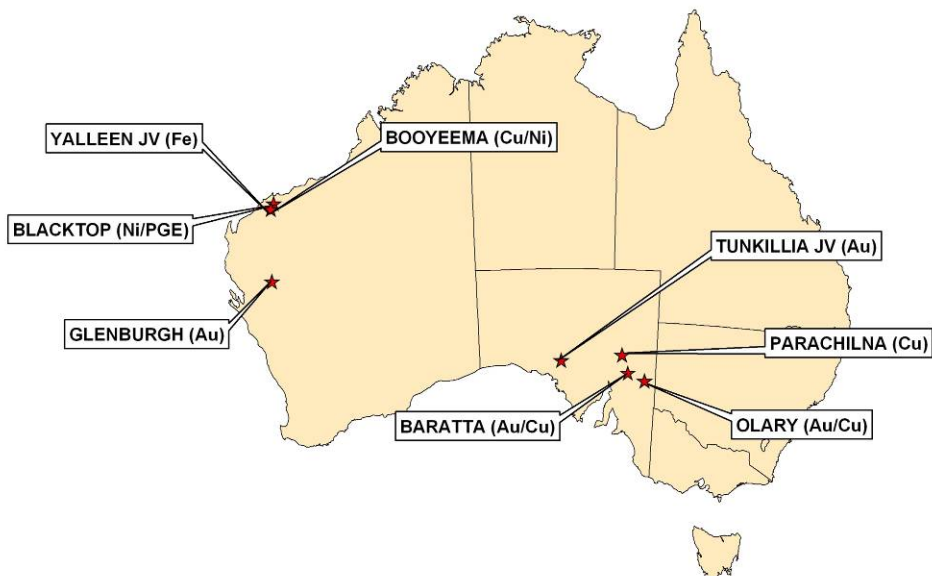 YALLEEN JV (Fe)
BOOYEEMA (Cu/Ni)
BLACKTOP (Ni/PGE)
TUNKILLIA JV (Au)
GLENBURGH (Au)
PARACHILNA (Cu)
BARATTA (Au/Cu)
OLARY (Au/Cu)